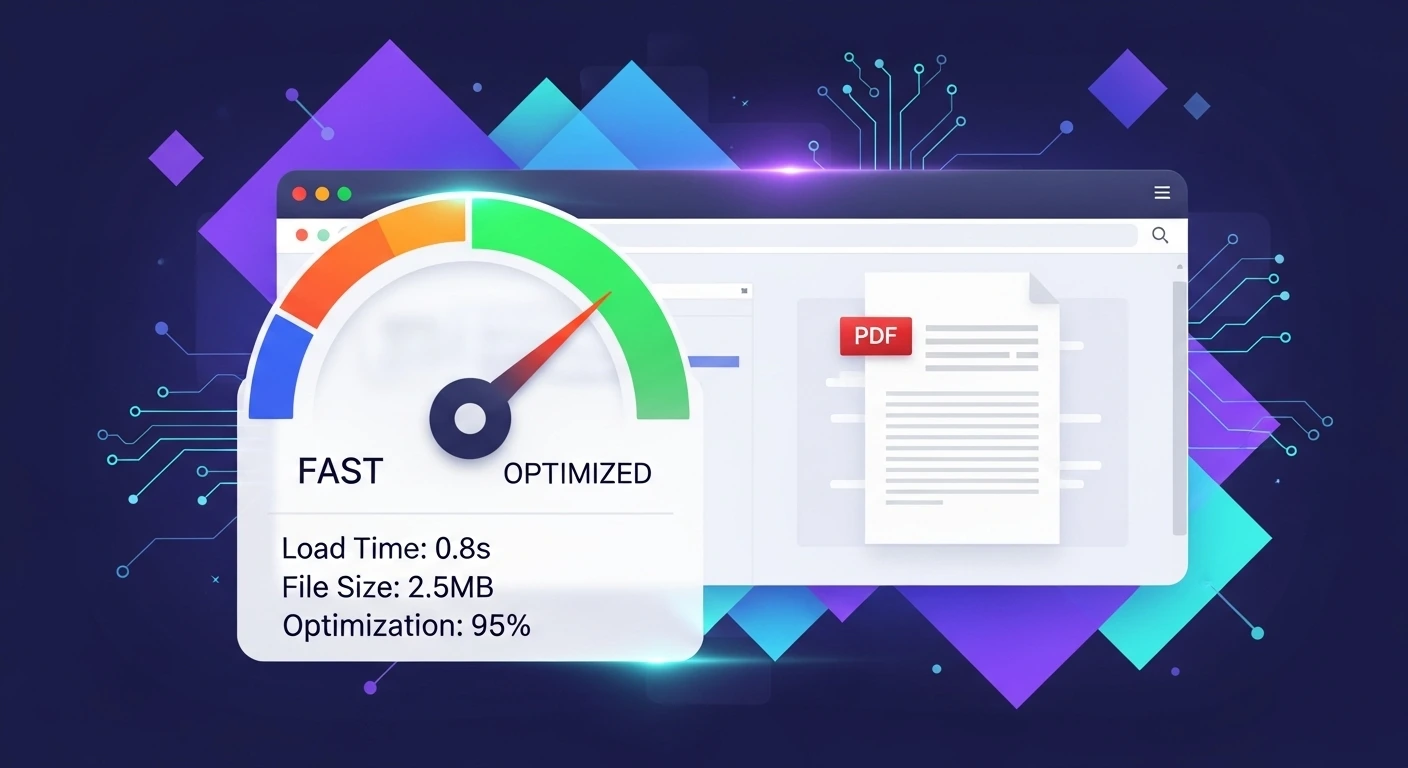 PDF
FAST
OPTIMIZED
Load Time: 0.8s
File Size: 2.5MB
Optimization: 95%